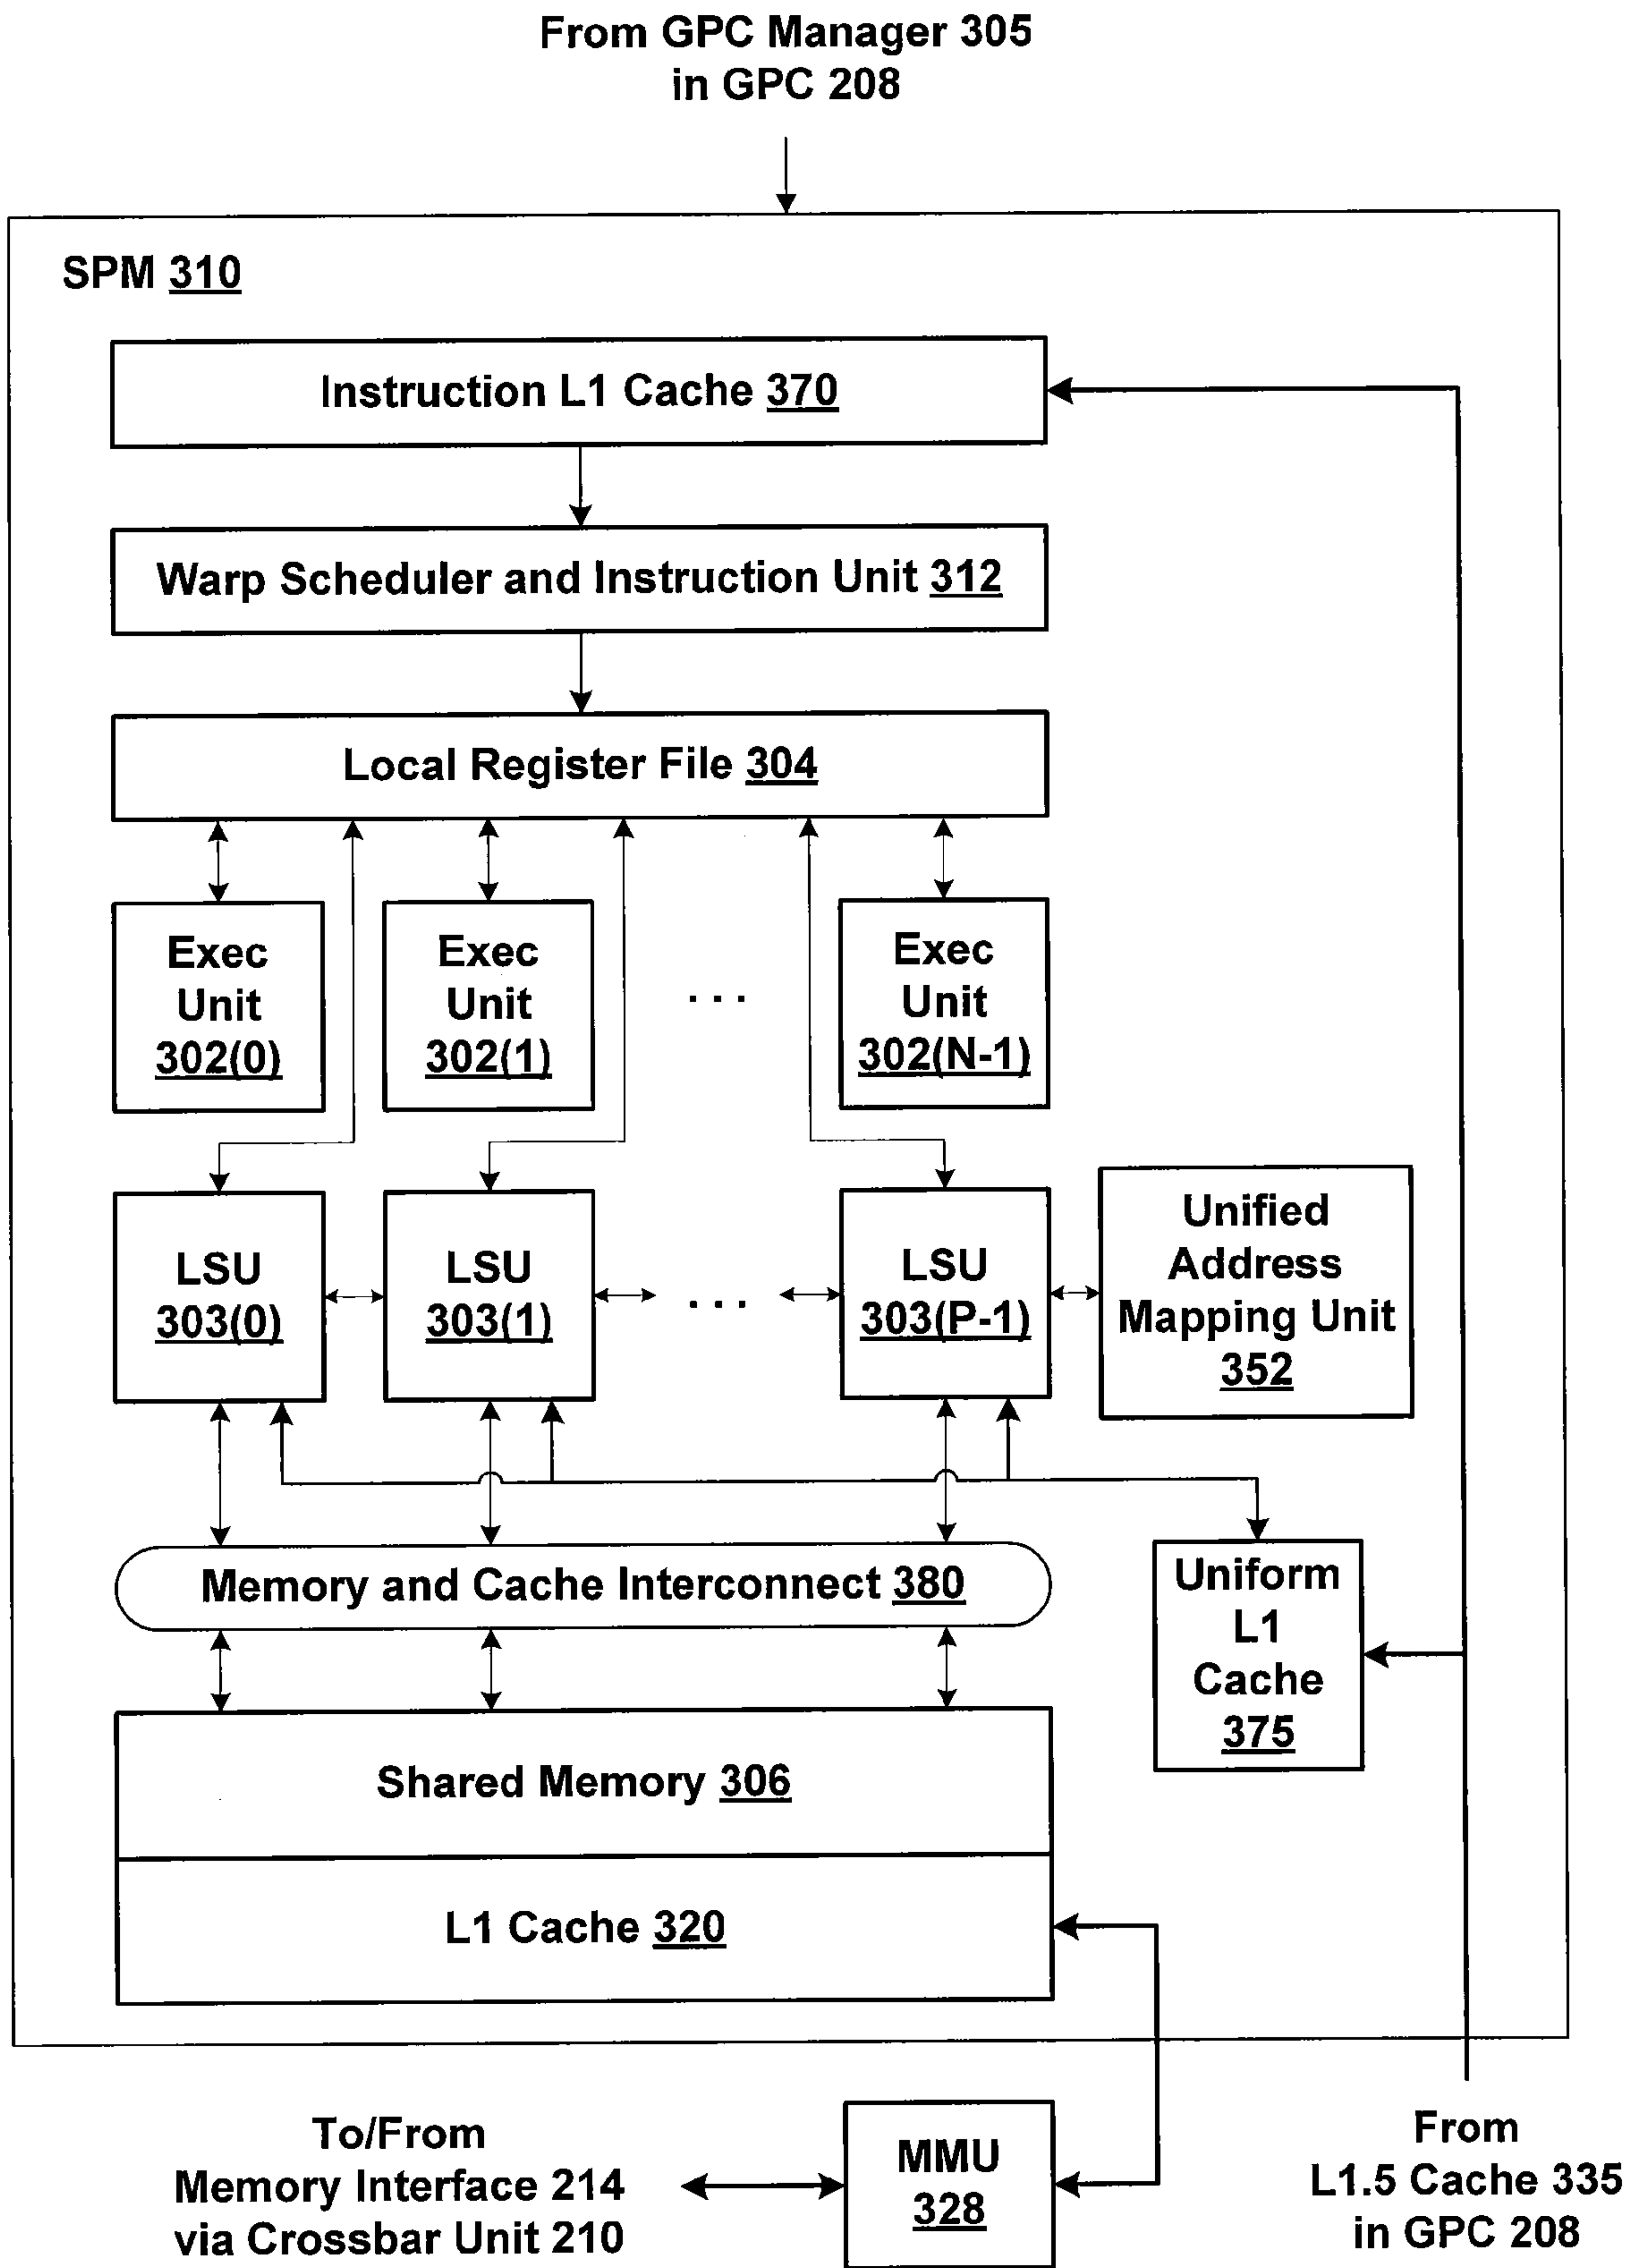 From GPC Manager 305
in GPC 208
SPM 310
Instruction L1 Cache 370
Warp Scheduler and Instruction Unit 312
Local Register File 304
Exec
Unit
302(0)
Exec
Unit
302(1)
. . .
Exec
Unit
302(N-1)
LSU
303(0)
LSU
303(1)
. . .
LSU
303(P-1)
Unified
Address
Mapping Unit
352
Memory and Cache Interconnect 380
Uniform
L1
Cache
375
Shared Memory 306
L1 Cache 320
To/From
Memory Interface 214
via Crossbar Unit 210
MMU
328
From
L1.5 Cache 335
in GPC 208